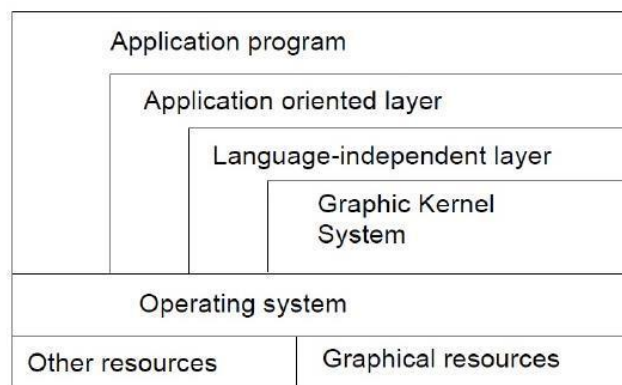 Application program
Application oriented layer
Language-independent layer
Graphic Kernel
System
Operating system
Other resources
Graphical resources